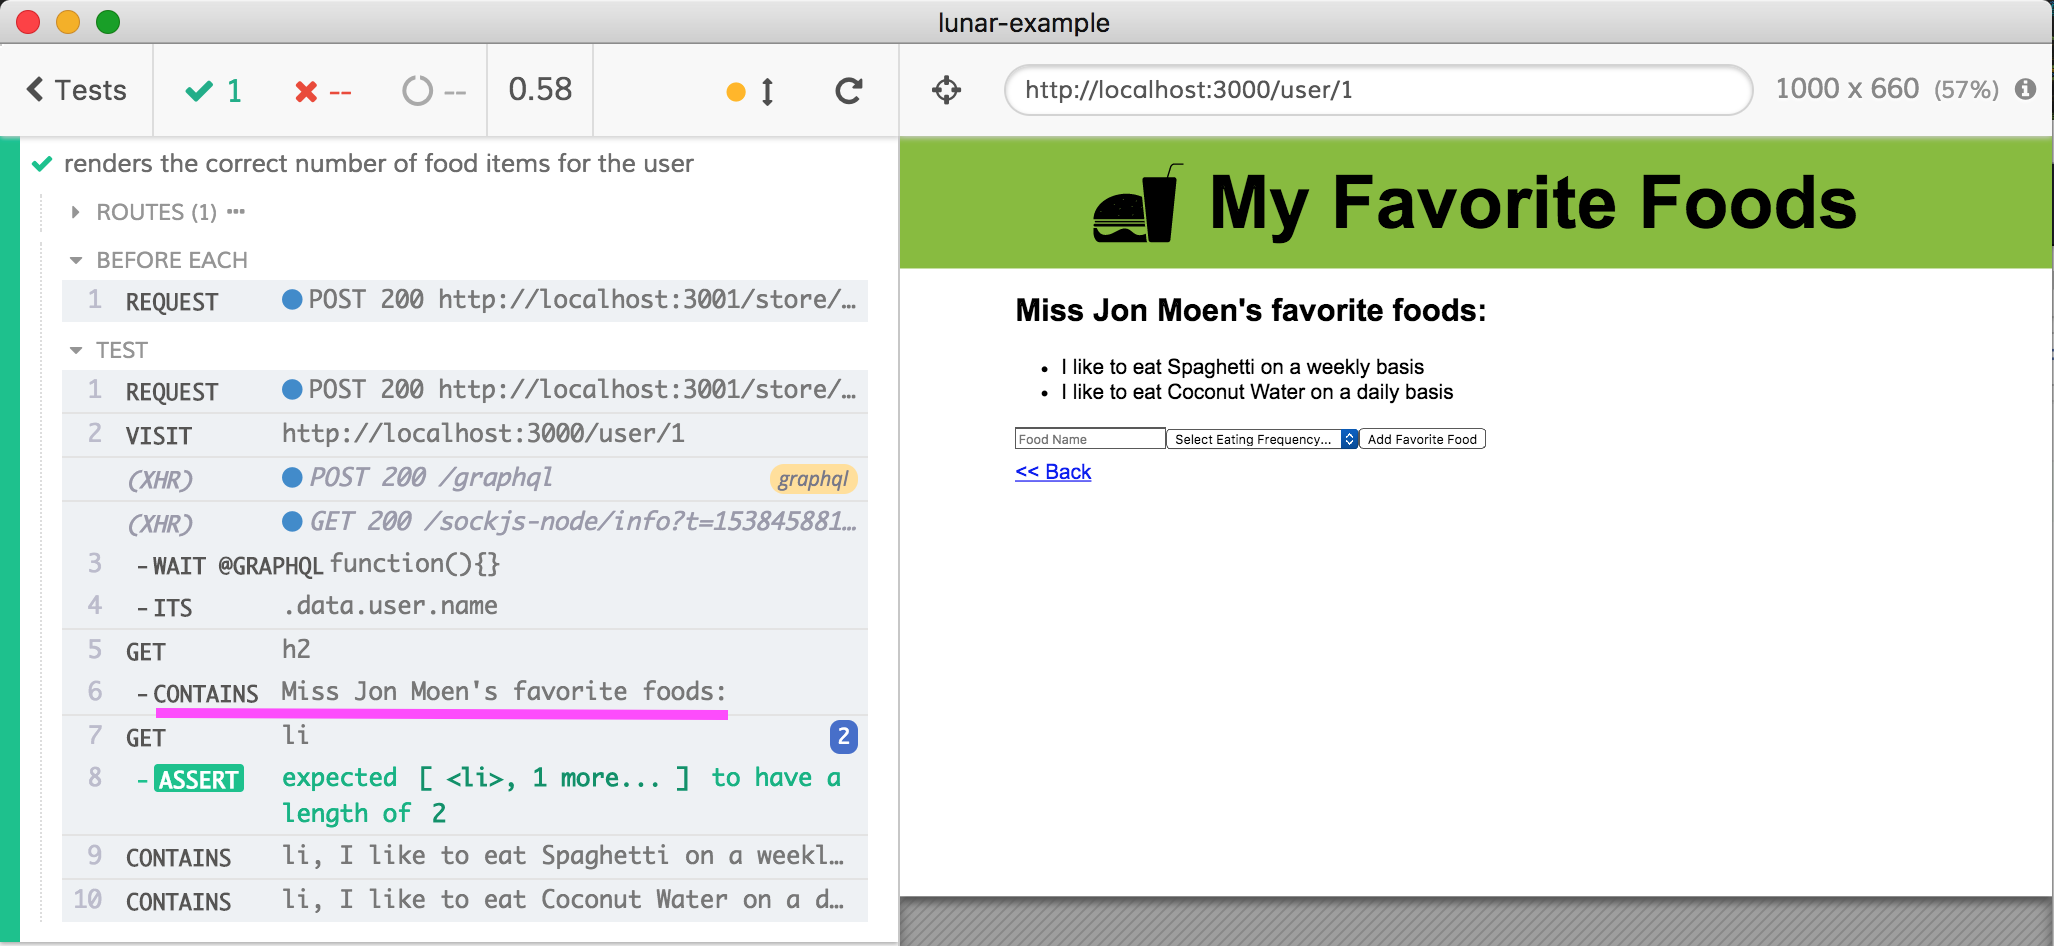 lunar-example
Tests 1 -- -- 0.58
http://localhost:3000/user/1 1000 x 660 (57%)
renders the correct number of food items for the user
ROUTES (1)
BEFORE EACH
1 REQUEST POST 200 http://localhost:3001/store/…
TEST
1 REQUEST POST 200 http://localhost:3001/store/…
2 VISIT http://localhost:3000/user/1
(XHR) POST 200 /graphql graphql
(XHR) GET 200 /sockjs-node/info?t=153845881…
3 -WAIT @GRAPHQL function(){}
4 -ITS .data.user.name
5 GET h2
6 -CONTAINS Miss Jon Moen's favorite foods:
7 GET li 2
8 -ASSERT expected [ <li>, 1 more... ] to have a
length of 2
9 CONTAINS li, I like to eat Spaghetti on a weekl…
10 CONTAINS li, I like to eat Coconut Water on a d…
My Favorite Foods
Miss Jon Moen's favorite foods:
• I like to eat Spaghetti on a weekly basis
• I like to eat Coconut Water on a daily basis
Food Name Select Eating Frequency... Add Favorite Food
<< Back